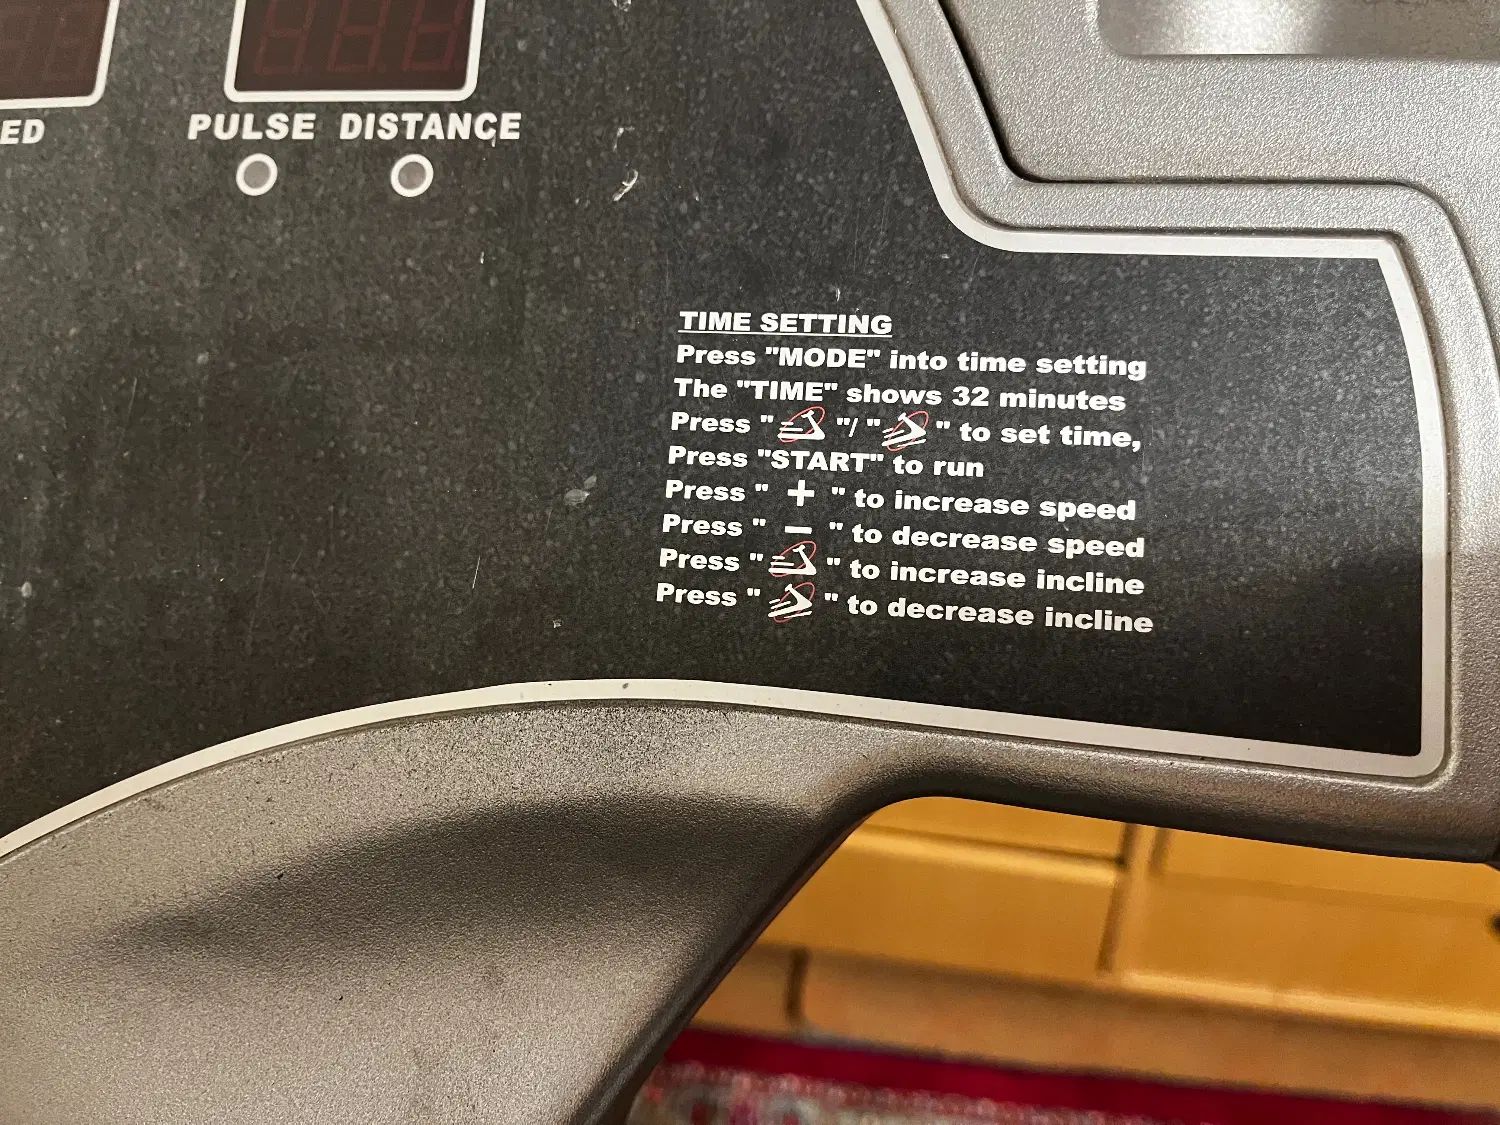 ED
PULSE DISTANCE
TIME SETTING
Press "MODE" into time setting
The "TIME" shows 32 minutes
Press " "/ " " to set time,
Press "START" to run
Press " + " to increase speed
Press " - " to decrease speed
Press " " to increase incline
Press " " to decrease incline